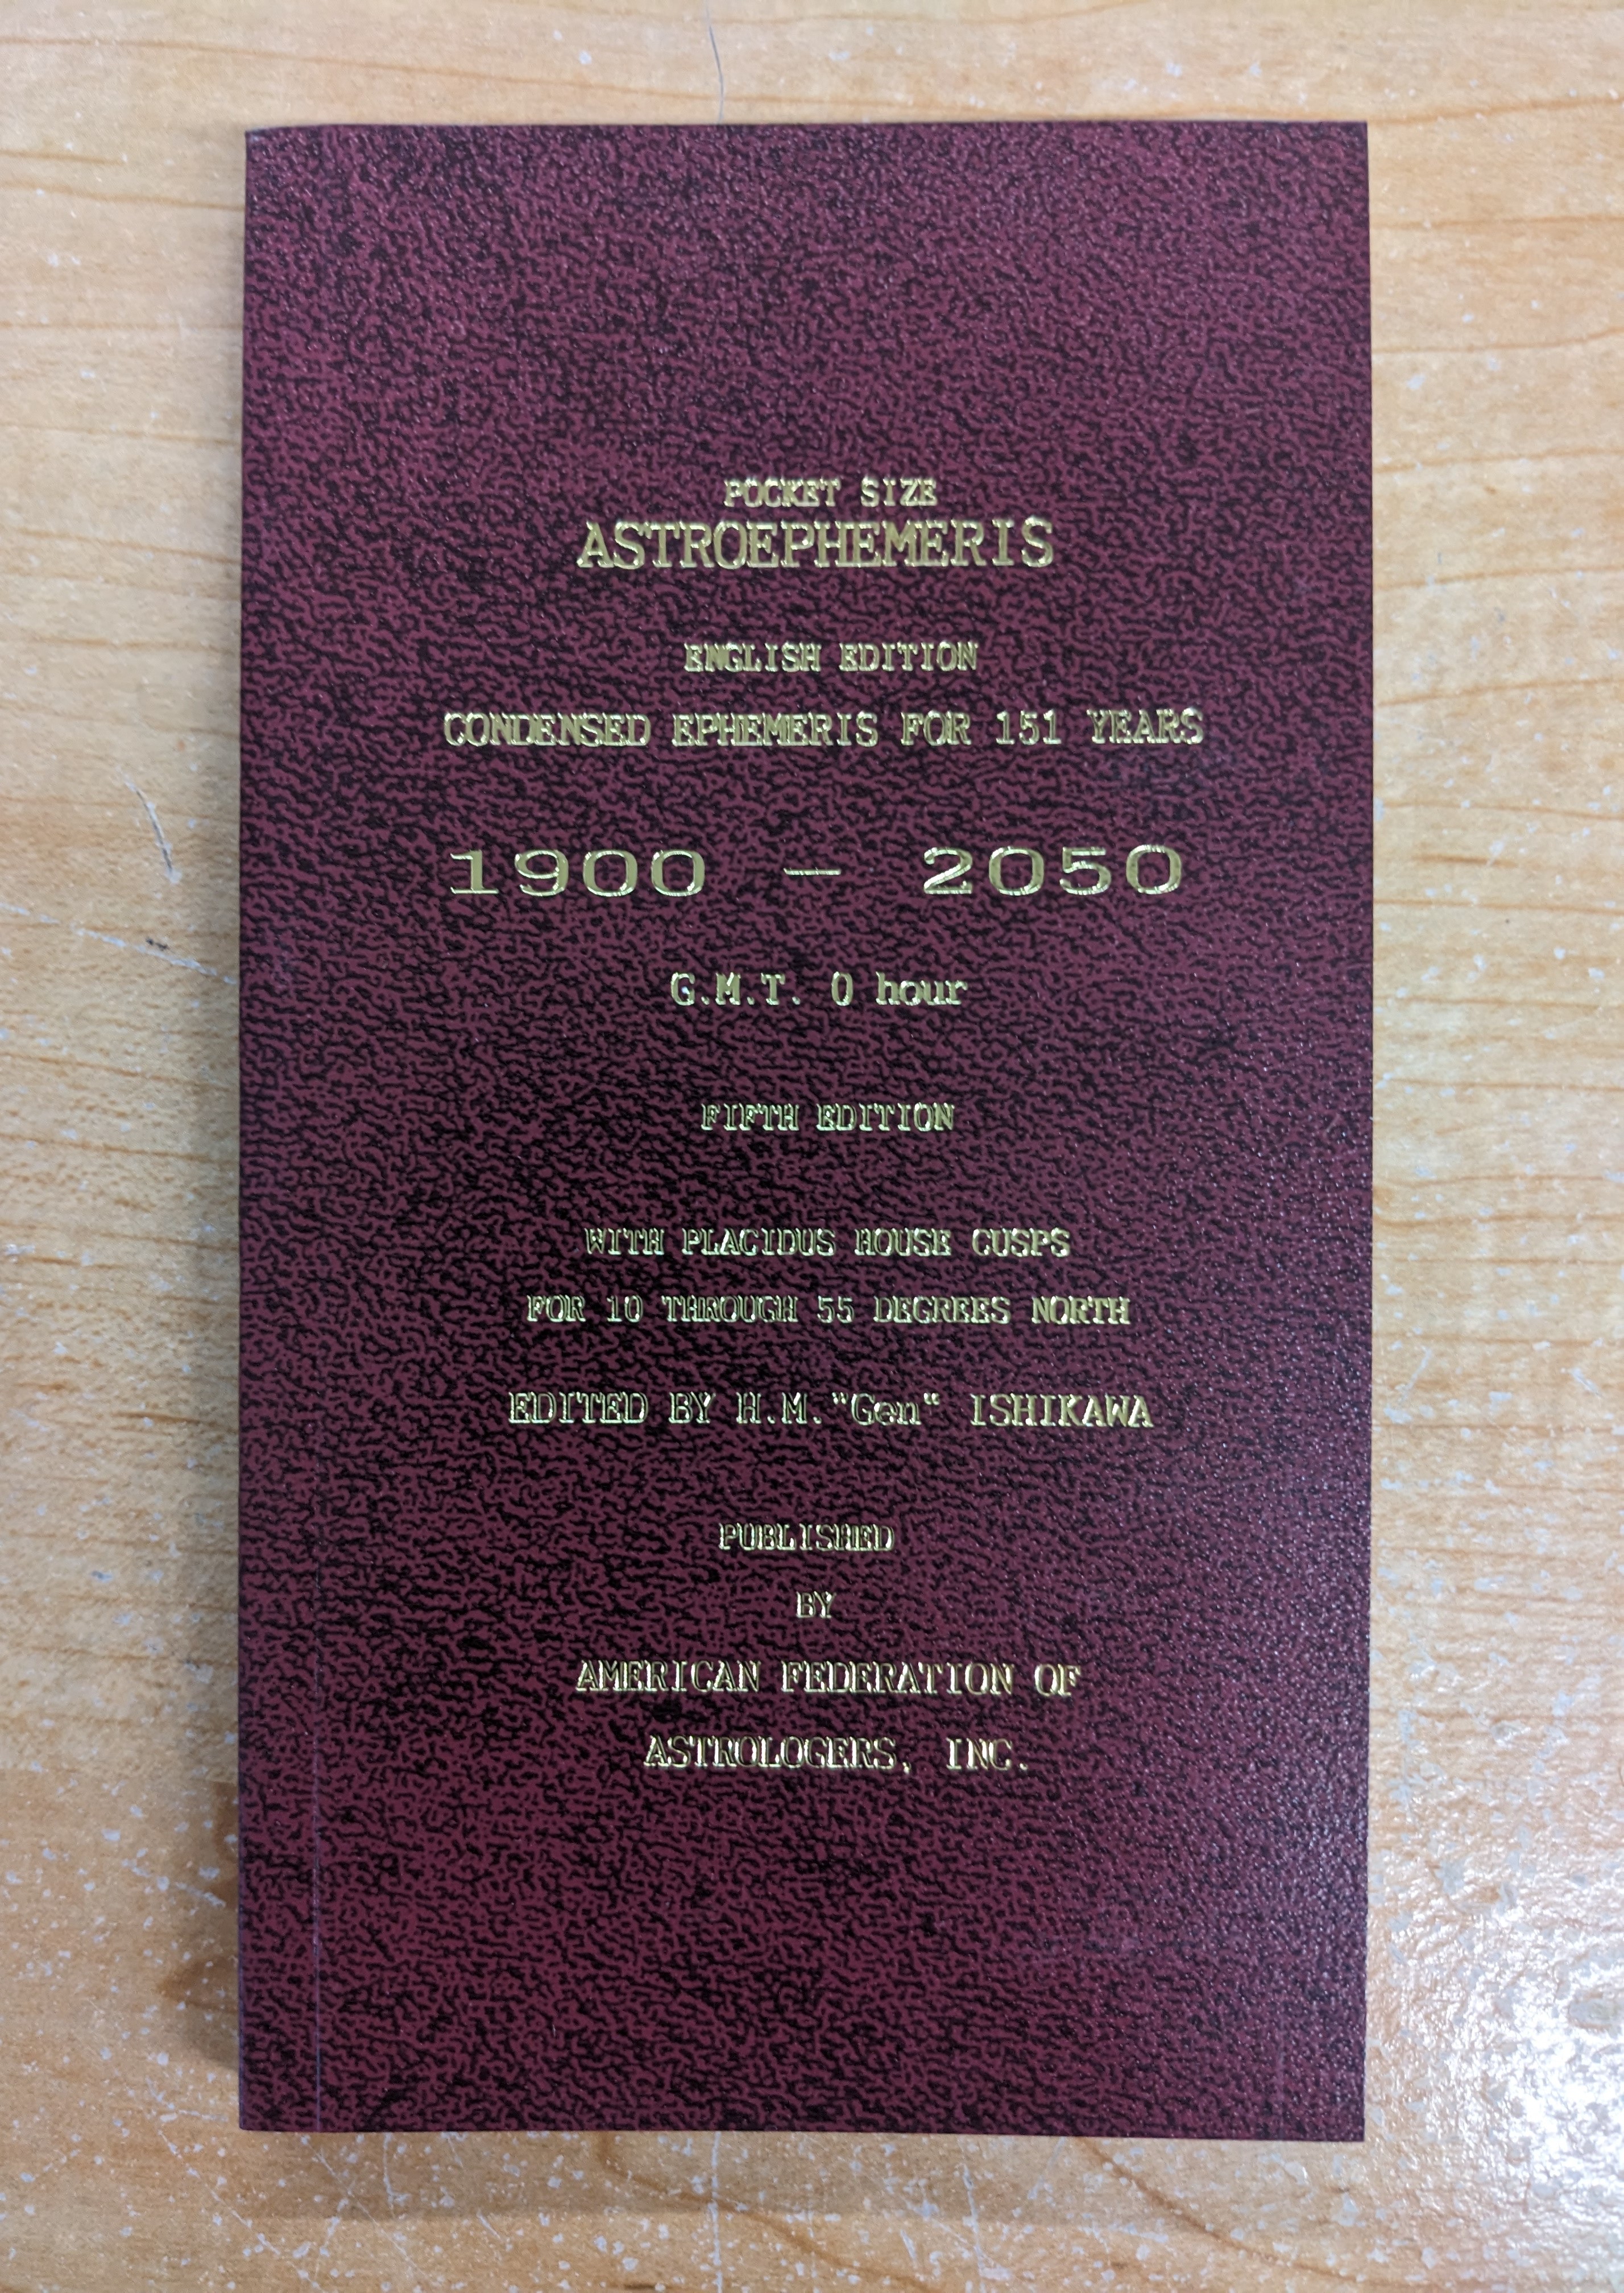 POCKET SIZE
ASTROEPHEMERIS
ENGLISH EDITION
CONDENSED EPHEMERIS FOR 151 YEARS
1900 — 2050
G.M.T. 0 hour
FIFTH EDITION
WITH PLACIDUS HOUSE CUSPS
FOR 10 THROUGH 55 DEGREES NORTH
EDITED BY H.M."Gen" ISHIKAWA
PUBLISHED
BY
AMERICAN FEDERATION OF
ASTROLOGERS, INC.